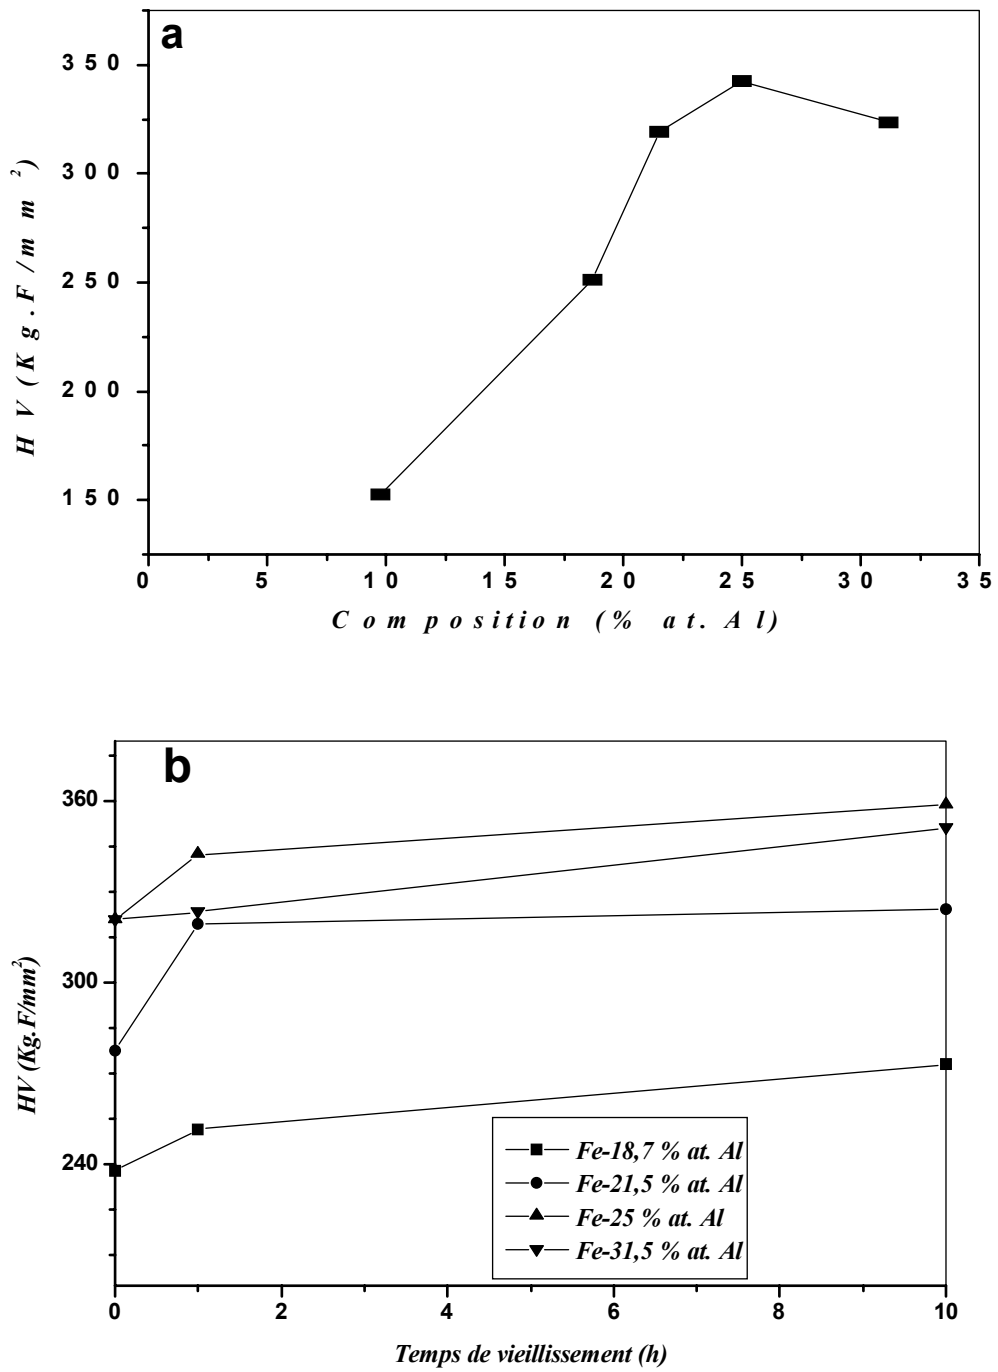 a
350
300
250
200
150
HV (Kg.F/mm²)
0 5 10 15 20 25 30 35
Composition (% at. Al)
b
360
300
240
HV (Kg.F/mm²)
Fe-18,7 % at. Al
Fe-21,5 % at. Al
Fe-25 % at. Al
Fe-31,5 % at. Al
0 2 4 6 8 10
Temps de vieillissement (h)